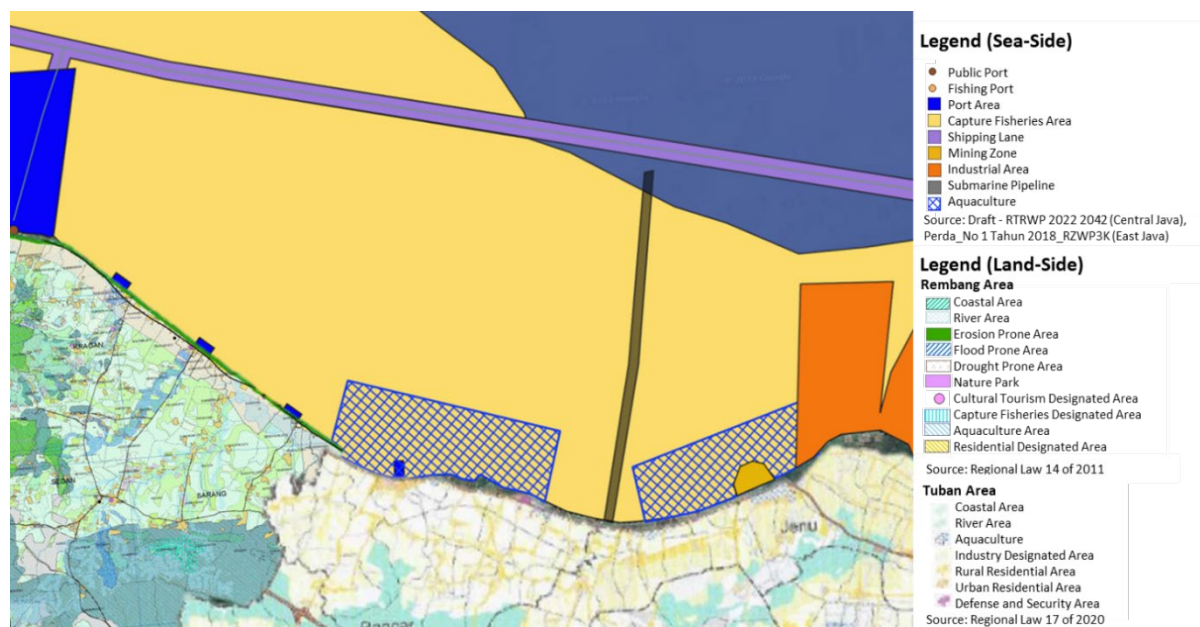 KRAGAN
SEDAN
SARANG
Jenu
Legend (Sea-Side)
Public Port
Fishing Port
Port Area
Capture Fisheries Area
Shipping Lane
Mining Zone
Industrial Area
Submarine Pipeline
Aquaculture
Source: Draft - RTRWP 2022 2042 (Central Java),
Perda_No 1 Tahun 2018_RZWP3K (East Java)
Legend (Land-Side)
Rembang Area
Coastal Area
River Area
Erosion Prone Area
Flood Prone Area
Drought Prone Area
Nature Park
Cultural Tourism Designated Area
Capture Fisheries Designated Area
Aquaculture Area
Residential Designated Area
Source: Regional Law 14 of 2011
Tuban Area
Coastal Area
River Area
Aquaculture
Industry Designated Area
Rural Residential Area
Urban Residential Area
Defense and Security Area
Source: Regional Law 17 of 2020